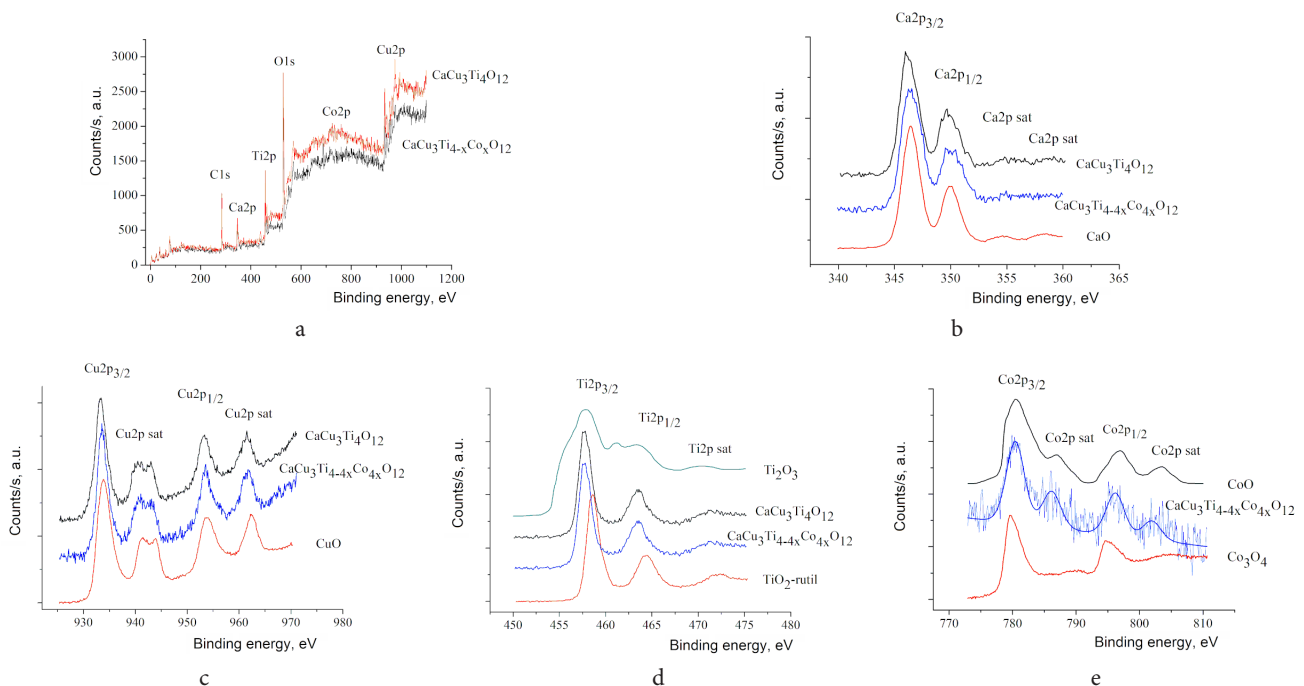 Counts/s, a.u.
3000
2500
2000
1500
1000
500
0
O1s
Cu2p
CaCu3Ti4O12
Co2p
CaCu3Ti4-xCoxO12
Ti2p
C1s
Ca2p
0 200 400 600 800 1000 1200
Binding energy, eV
a
Counts/s, a.u.
Ca2p3/2
Ca2p1/2
Ca2p sat
Ca2p sat
CaCu3Ti4O12
CaCu3Ti4-4xCo4xO12
CaO
340 345 350 355 360 365
Binding energy, eV
b
Counts/s, a.u.
Cu2p3/2
Cu2p1/2
Cu2p sat
Cu2p sat
CaCu3Ti4O12
CaCu3Ti4-4xCo4xO12
CuO
930 940 950 960 970 980
Binding energy, eV
c
Counts/s, a.u.
Ti2p3/2
Ti2p1/2
Ti2p sat
Ti2O3
CaCu3Ti4O12
CaCu3Ti4-4xCo4xO12
TiO2-rutil
450 455 460 465 470 475 480
Binding energy, eV
d
Counts/s, a.u.
Co2p3/2
Co2p sat
Co2p1/2
Co2p sat
CoO
CaCu3Ti4-4xCo4xO12
Co3O4
770 780 790 800 810
Binding energy, eV
e